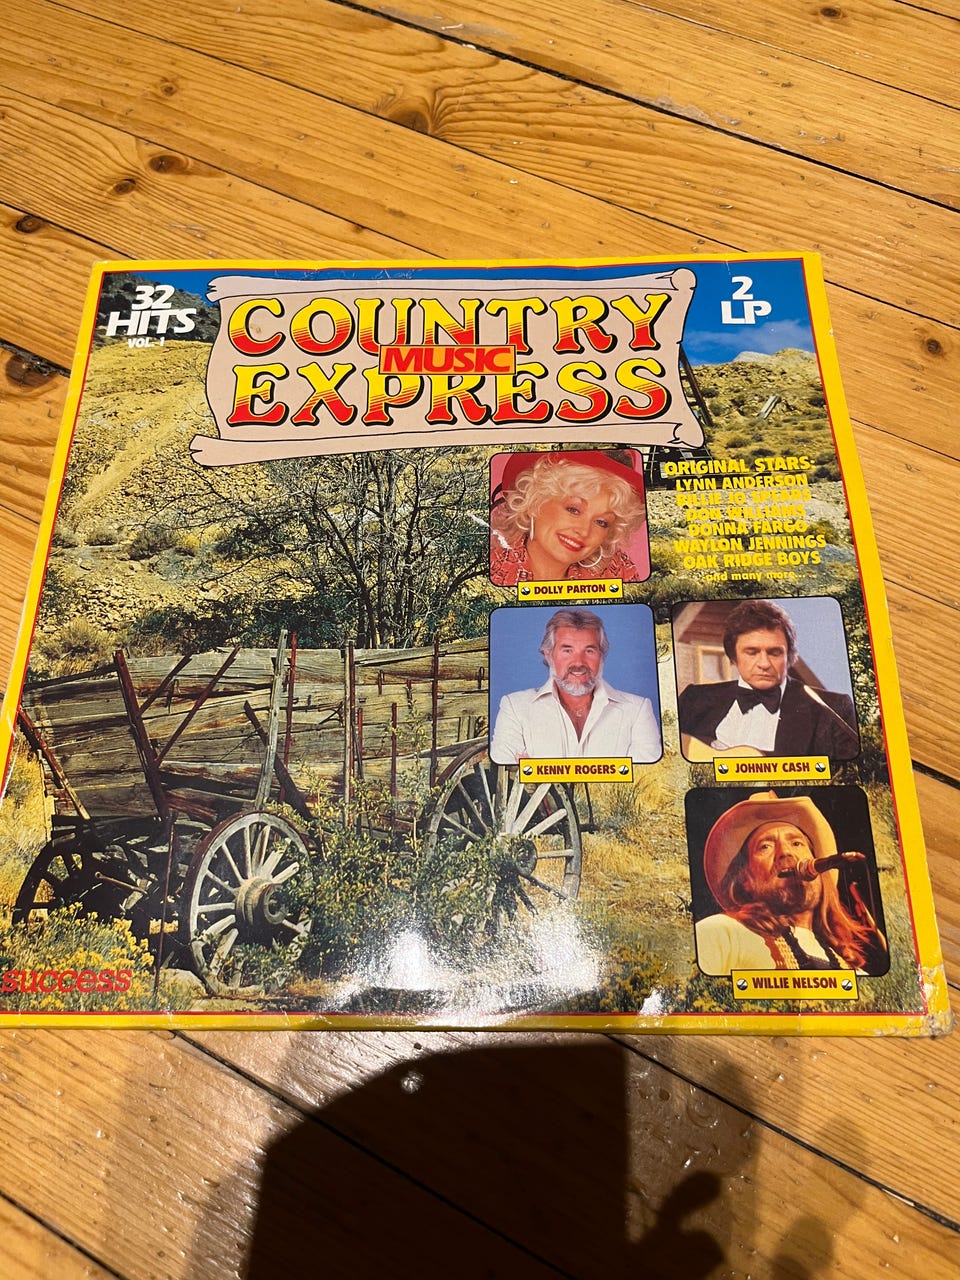 32
HITS
VOL. 1
COUNTRY
MUSIC
EXPRESS
2
LP
ORIGINAL STARS:
LYNN ANDERSON
BILLIE JO SPEARS
DON WILLIAMS
DONNA FARGO
WAYLON JENNINGS
OAK RIDGE BOYS
and many more...
DOLLY PARTON
KENNY ROGERS
JOHNNY CASH
WILLIE NELSON
success